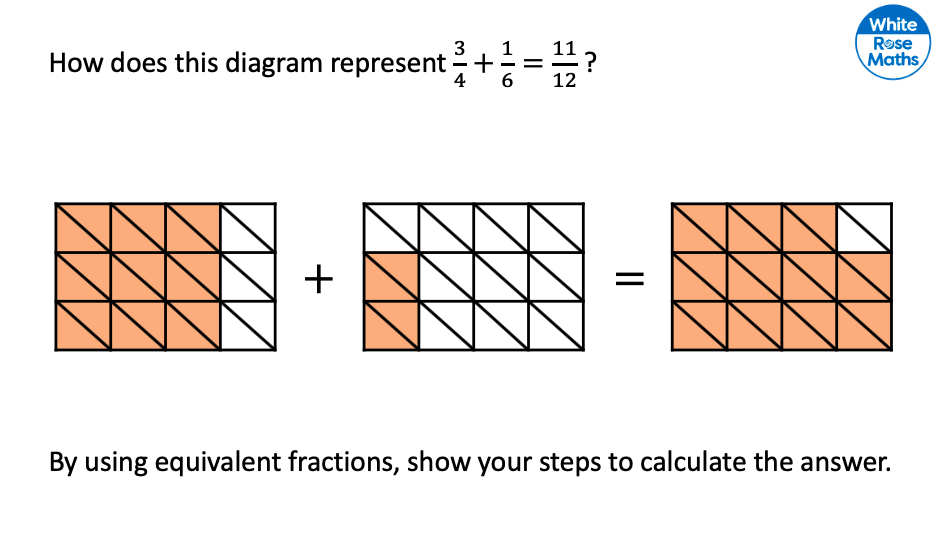 White
Rose
Maths
How does this diagram represent 3/4 + 1/6 = 11/12 ?
+ =
By using equivalent fractions, show your steps to calculate the answer.